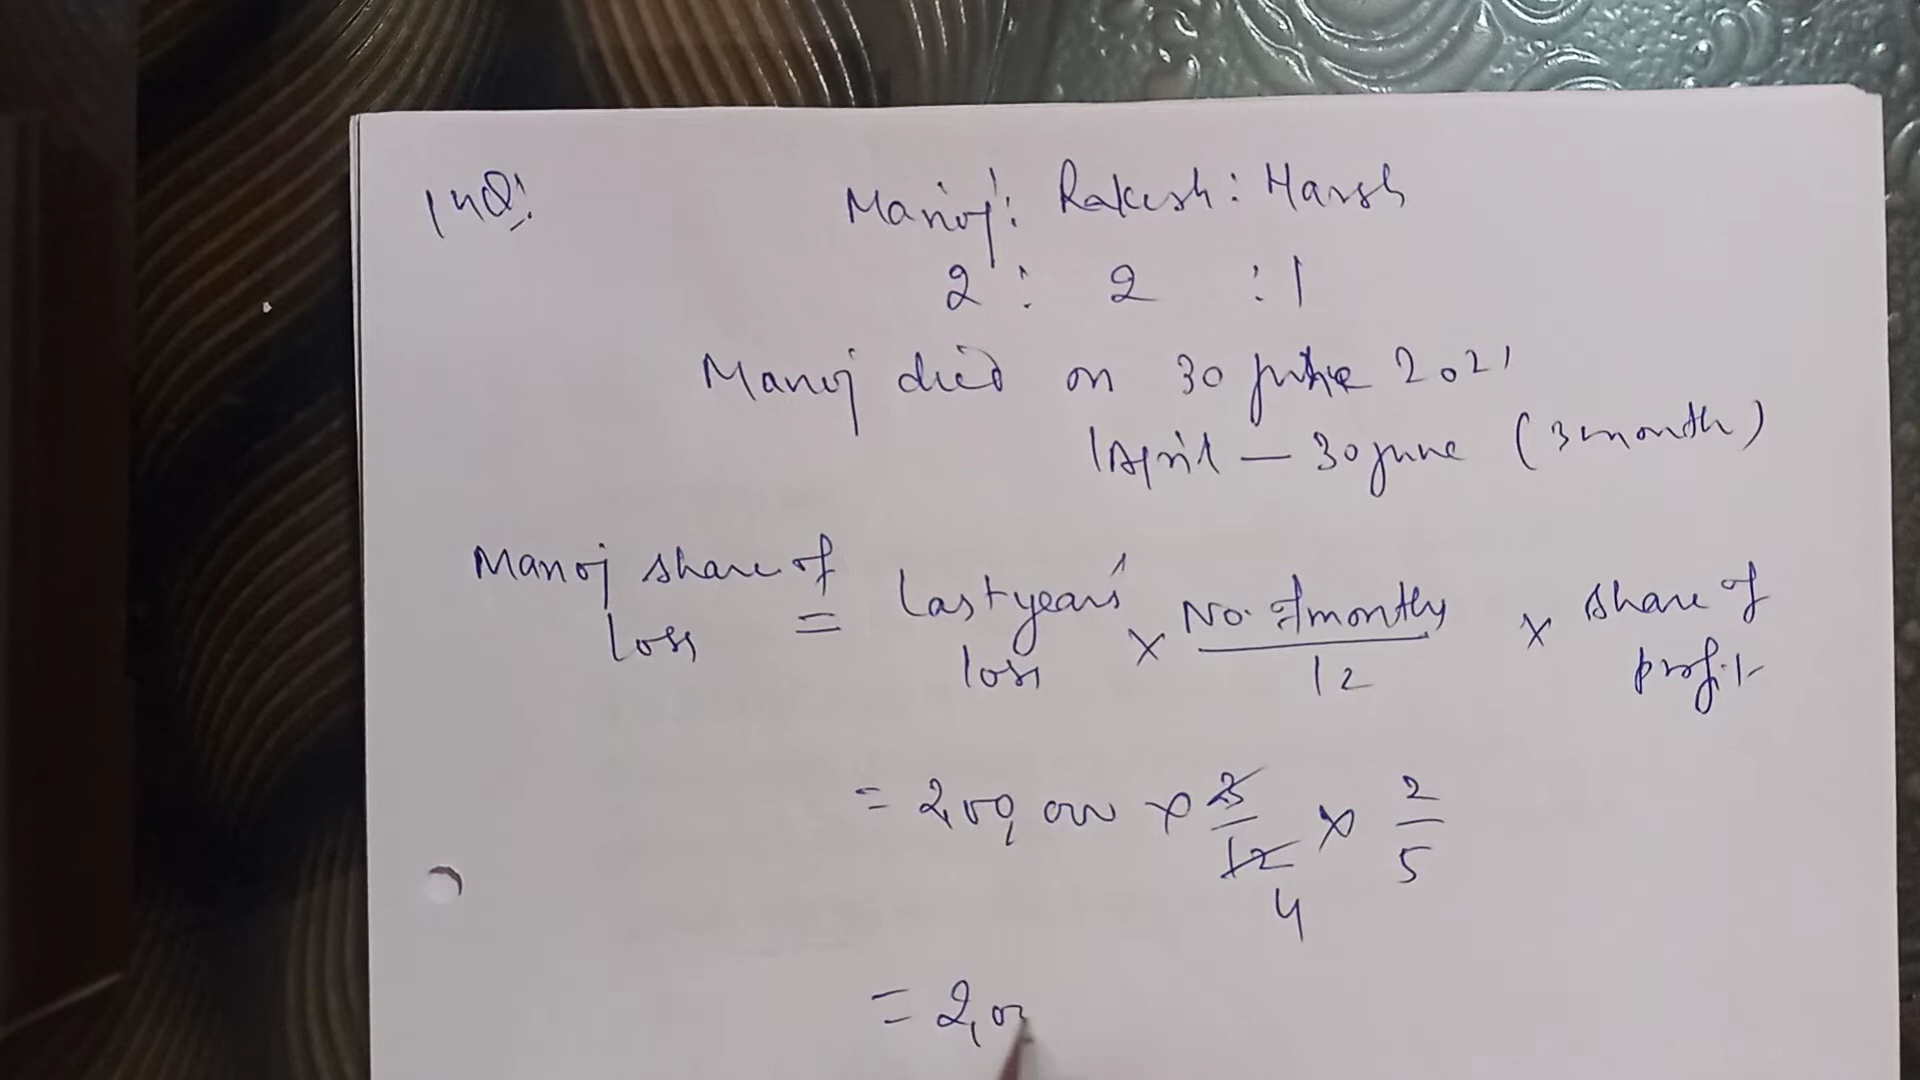 14Q!
Manoj : Rakesh : Harsh
2 : 2 : 1
Manoj died on 30 June 2021
1 April — 30 June (3 month)
Manoj share of loss = Last year's loss × No. of months / 12 × share of profit
= 2,00,000 × 3/12 4 × 2/5
= 2,00